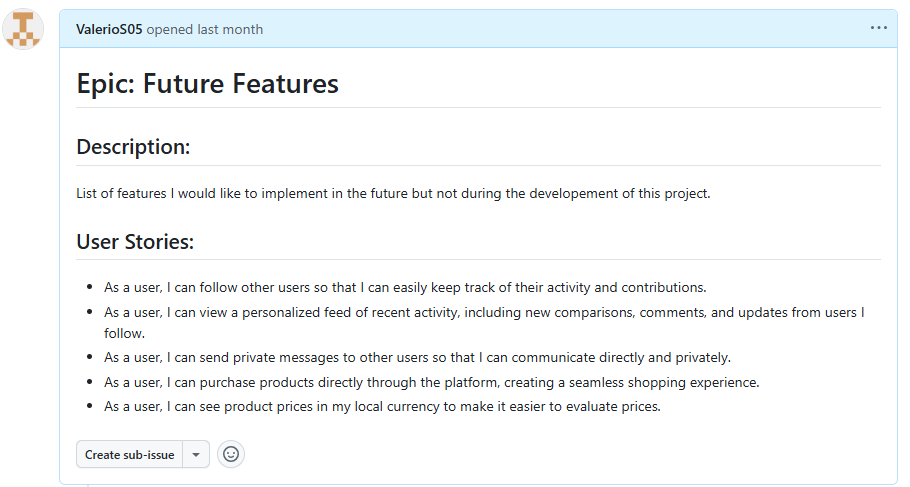 ValerioS05 opened last month
Epic: Future Features
Description:
List of features I would like to implement in the future but not during the developement of this project.
User Stories:
• As a user, I can follow other users so that I can easily keep track of their activity and contributions.
• As a user, I can view a personalized feed of recent activity, including new comparisons, comments, and updates from users I
follow.
• As a user, I can send private messages to other users so that I can communicate directly and privately.
• As a user, I can purchase products directly through the platform, creating a seamless shopping experience.
• As a user, I can see product prices in my local currency to make it easier to evaluate prices.
Create sub-issue